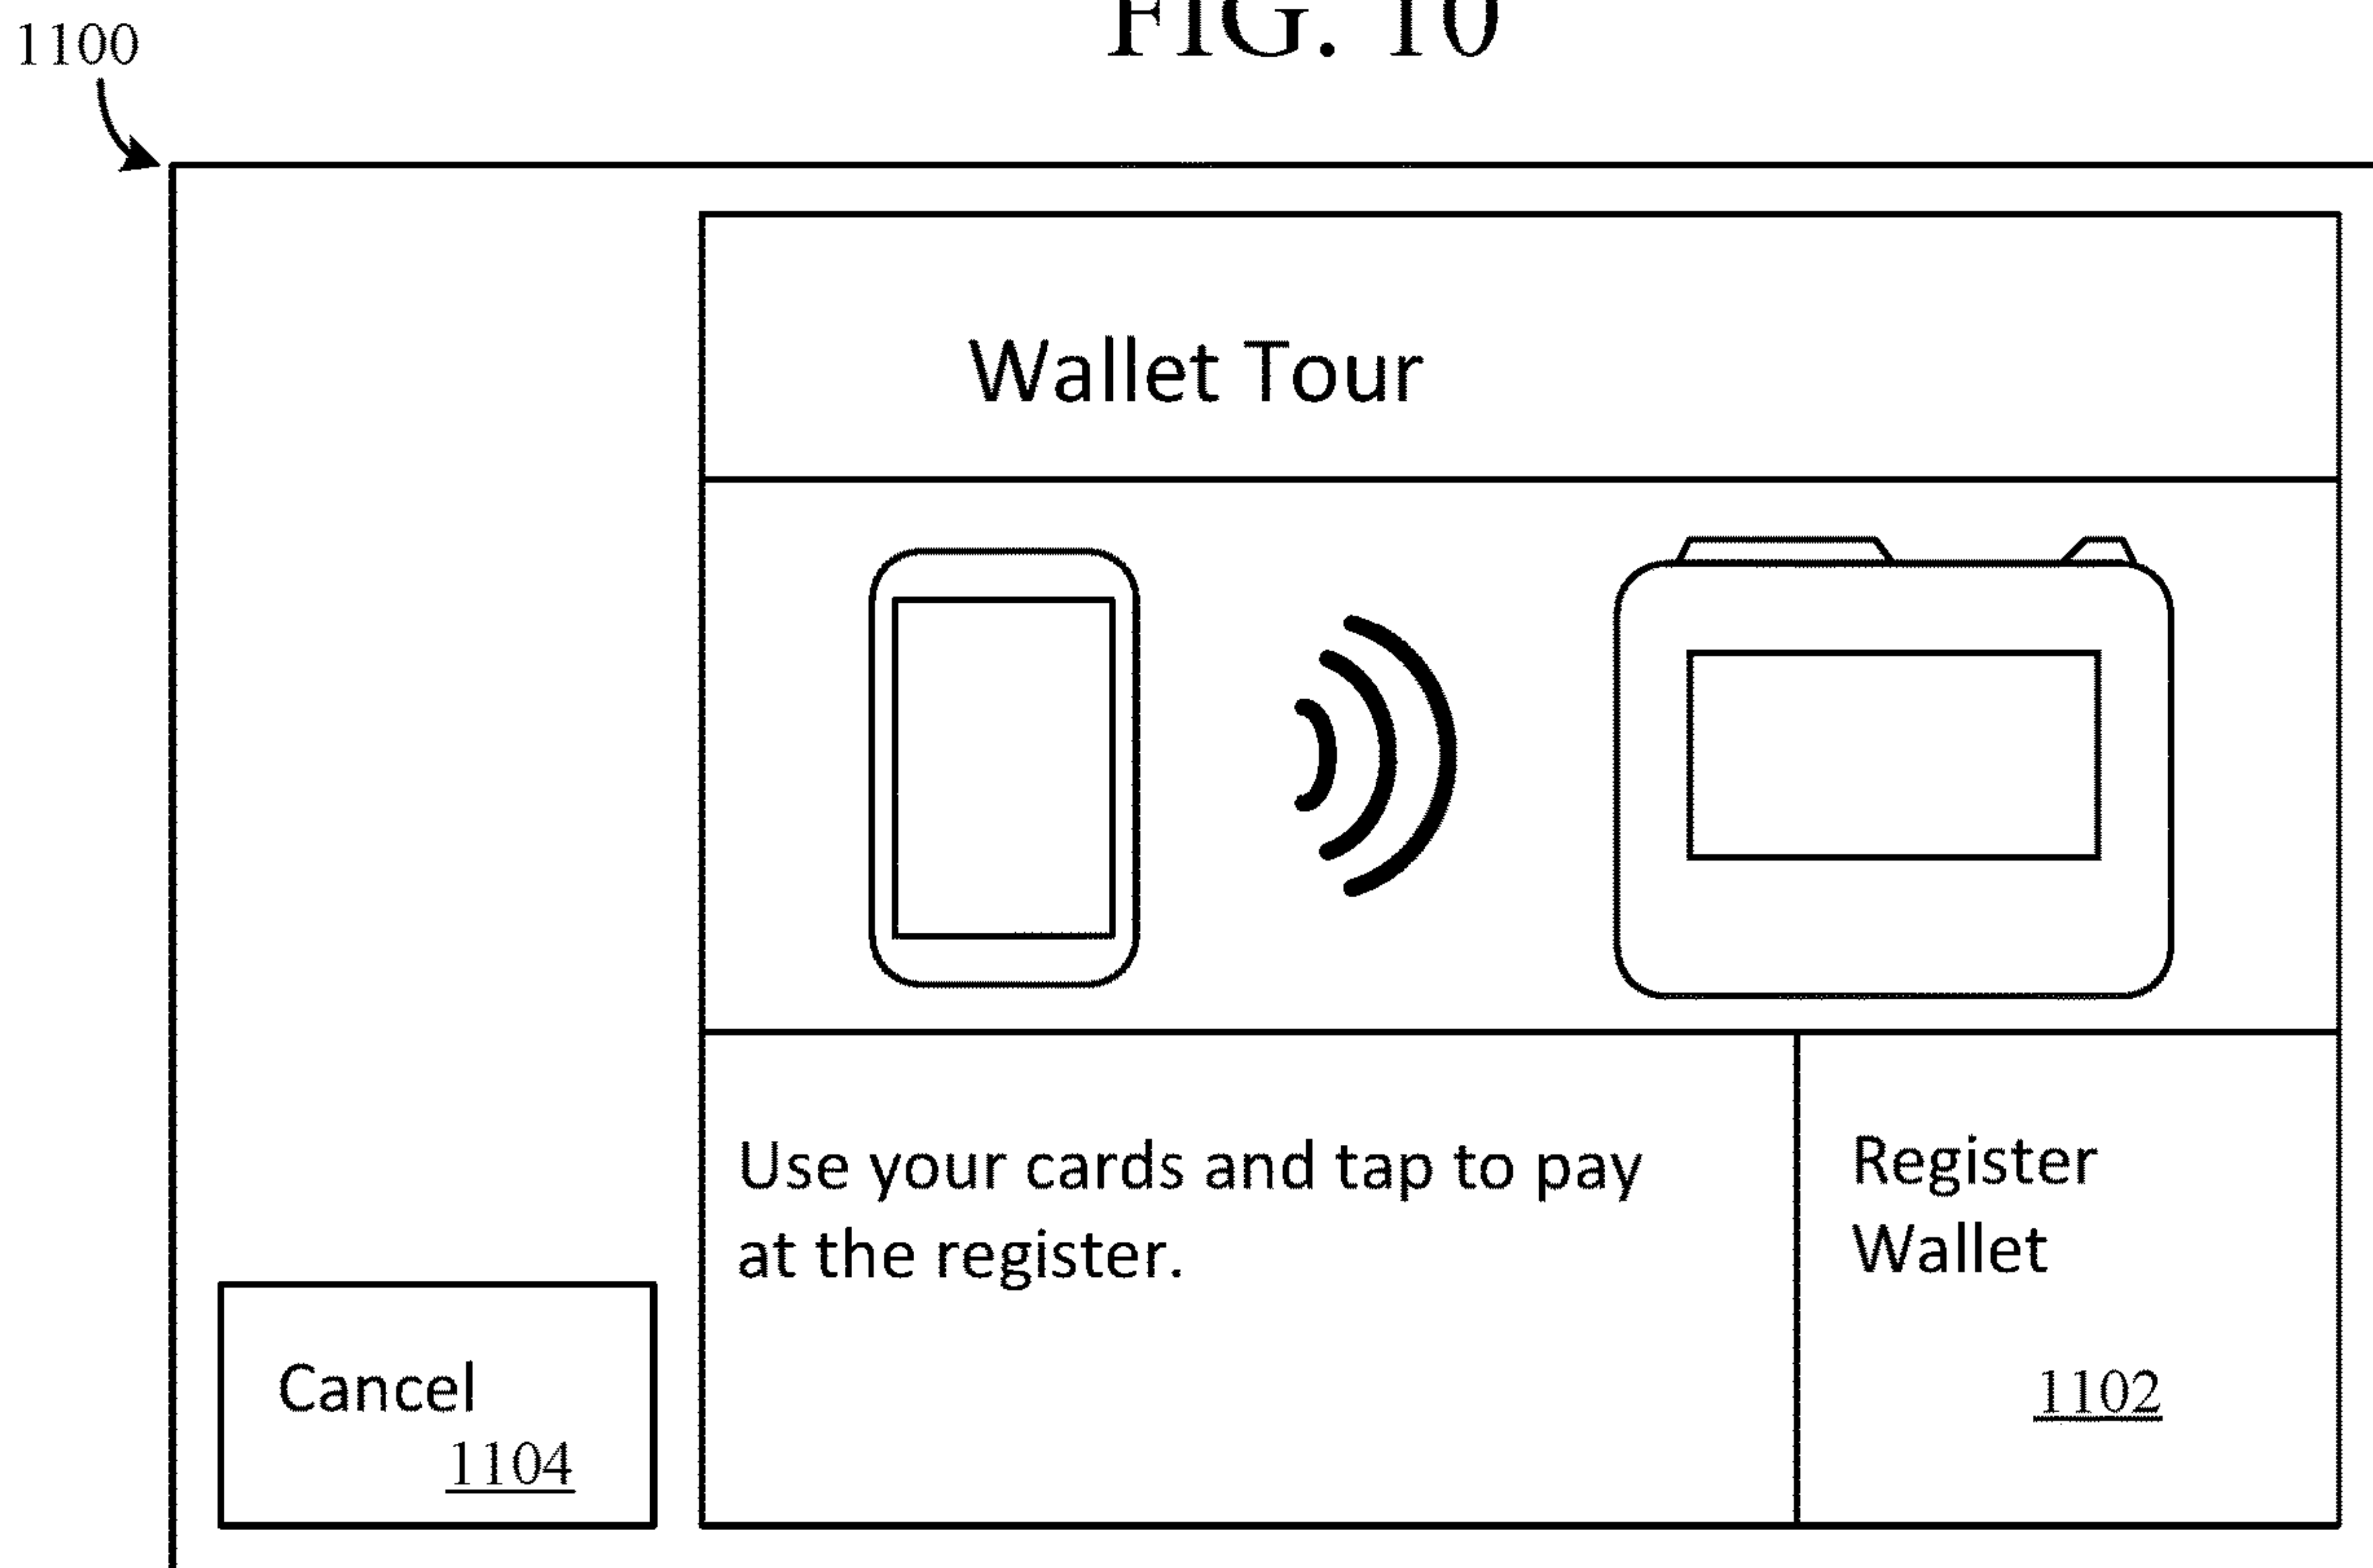 FIG. 10
1100
Wallet Tour
Use your cards and tap to pay
at the register.
Register
Wallet
1102
Cancel
1104